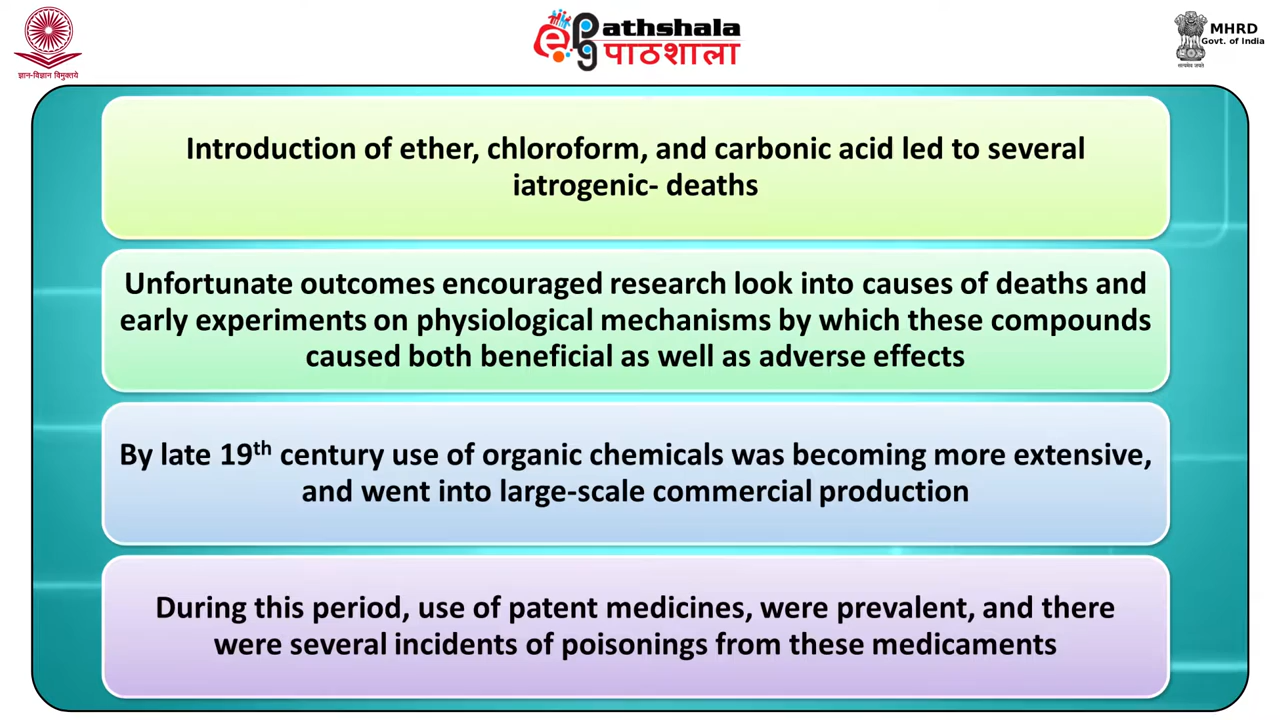 ज्ञान-विज्ञान विमुक्तये
epg Pathshala
पाठशाला
MHRD
Govt. of India
सत्यमेव जयते
Introduction of ether, chloroform, and carbonic acid led to several
iatrogenic- deaths
Unfortunate outcomes encouraged research look into causes of deaths and
early experiments on physiological mechanisms by which these compounds
caused both beneficial as well as adverse effects
By late 19th century use of organic chemicals was becoming more extensive,
and went into large-scale commercial production
During this period, use of patent medicines, were prevalent, and there
were several incidents of poisonings from these medicaments